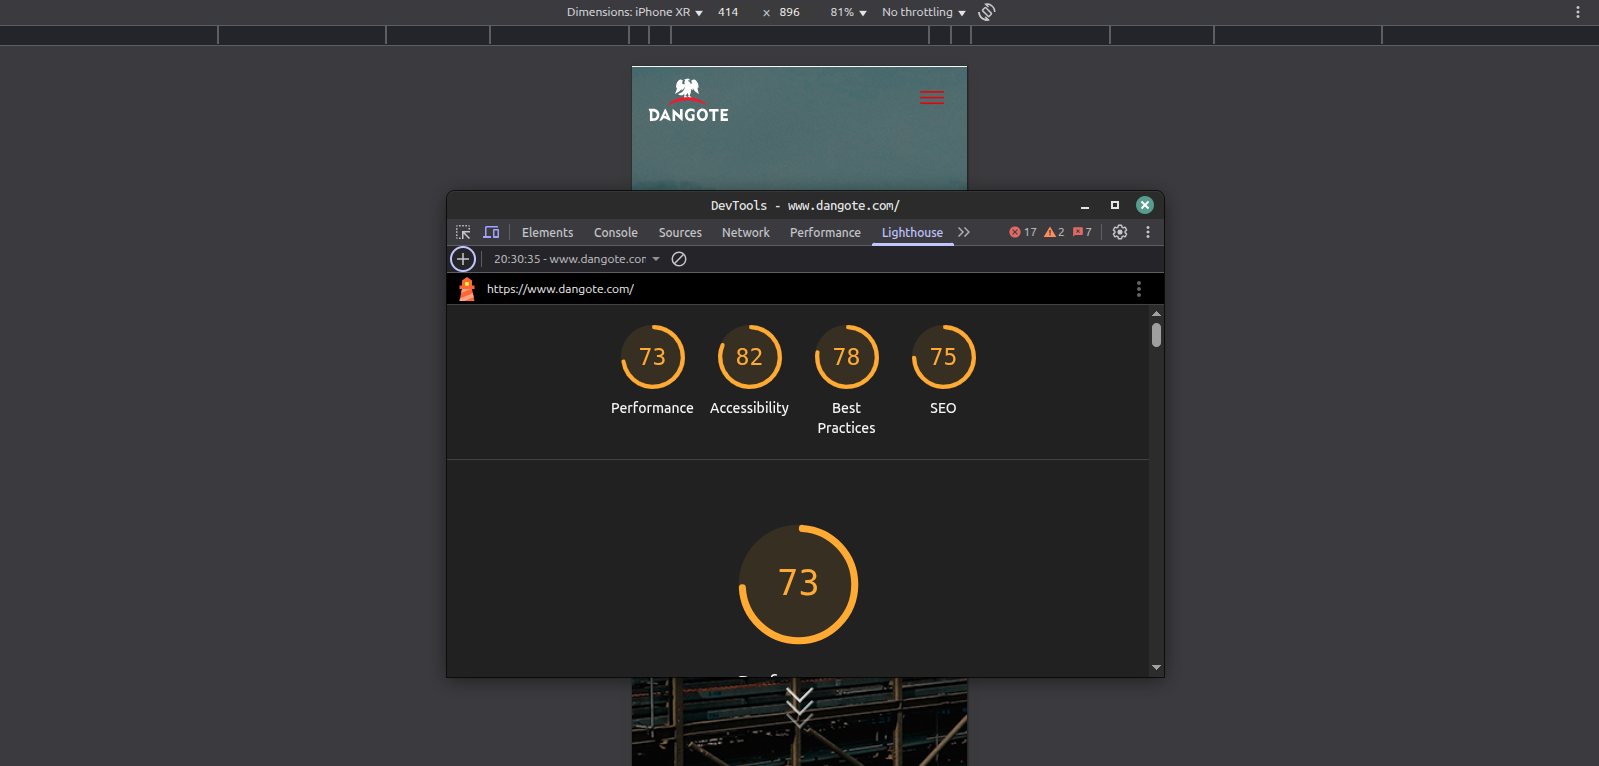 Dimensions: iPhone XR 414 × 896 81% No throttling
DANGOTE
DevTools - www.dangote.com/
Elements Console Sources Network Performance Lighthouse 17 2 7
20:30:35 - www.dangote.cor
https://www.dangote.com/
73 82 78 75
Performance Accessibility Best Practices SEO
73